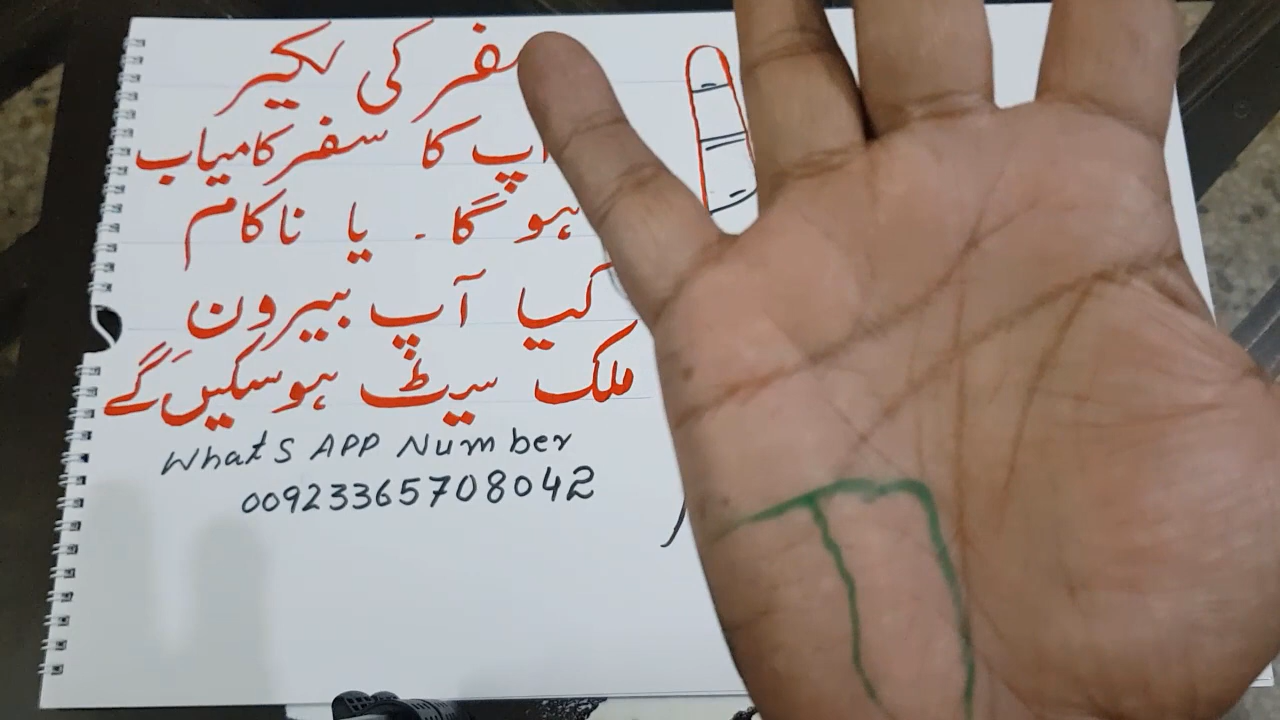 سفر کی لکیر
آپ کا سفر کامیاب
ہو گا ۔ یا ناکام
کیا آپ بیرون
ملک سیٹ ہو سکیں گے
WhatS APP Number
00923365708042